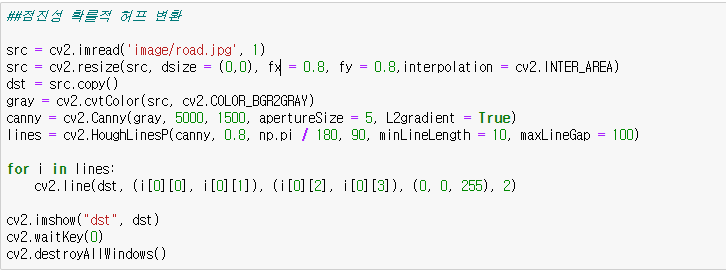 ##점진성 확률적 허프 변환
src = cv2.imread('image/road.jpg', 1)
src = cv2.resize(src, dsize = (0,0), fx = 0.8, fy = 0.8,interpolation = cv2.INTER_AREA)
dst = src.copy()
gray = cv2.cvtColor(src, cv2.COLOR_BGR2GRAY)
canny = cv2.Canny(gray, 5000, 1500, apertureSize = 5, L2gradient = True)
lines = cv2.HoughLinesP(canny, 0.8, np.pi / 180, 90, minLineLength = 10, maxLineGap = 100)
for i in lines:
    cv2.line(dst, (i[0][0], i[0][1]), (i[0][2], i[0][3]), (0, 0, 255), 2)
cv2.imshow("dst", dst)
cv2.waitKey(0)
cv2.destroyAllWindows()